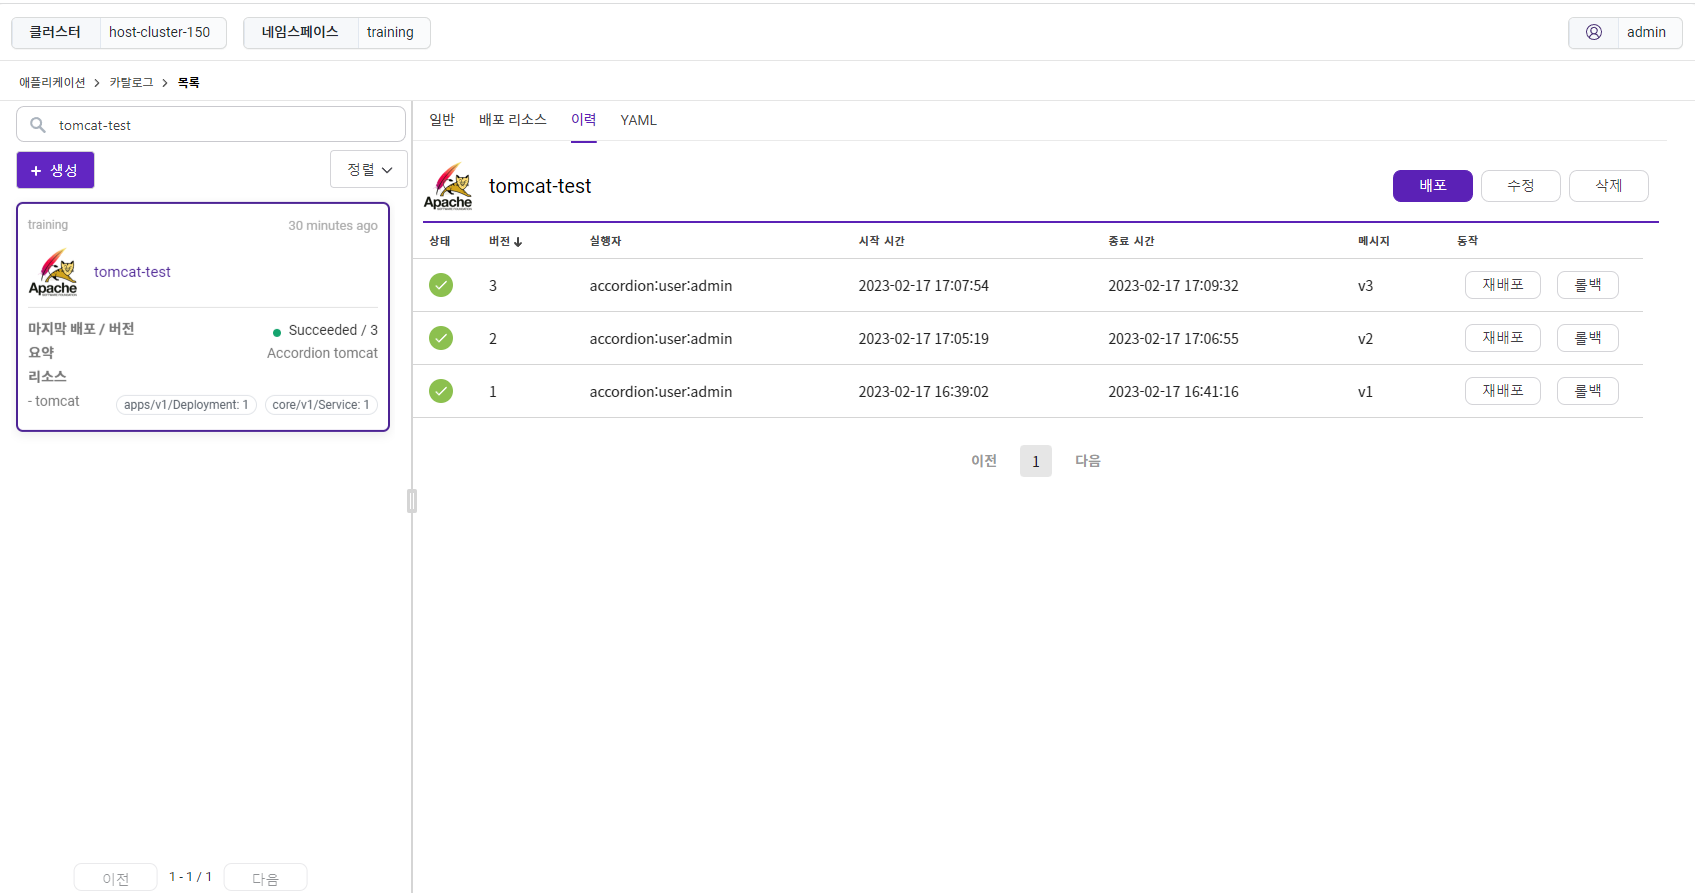 클러스터 host-cluster-150 네임스페이스 training admin
애플리케이션 > 카탈로그 > 목록
tomcat-test
+ 생성 정렬
training 30 minutes ago
Apache
tomcat-test
마지막 배포 / 버전 Succeeded / 3
요약 Accordion tomcat
리소스
- tomcat apps/v1/Deployment: 1 core/v1/Service: 1
이전 1 - 1 / 1 다음
일반 배포 리소스 이력 YAML
Apache
tomcat-test 배포 수정 삭제
상태 버전 실행자 시작 시간 종료 시간 메시지 동작
3 accordion:user:admin 2023-02-17 17:07:54 2023-02-17 17:09:32 v3 재배포 롤백
2 accordion:user:admin 2023-02-17 17:05:19 2023-02-17 17:06:55 v2 재배포 롤백
1 accordion:user:admin 2023-02-17 16:39:02 2023-02-17 16:41:16 v1 재배포 롤백
이전 1 다음